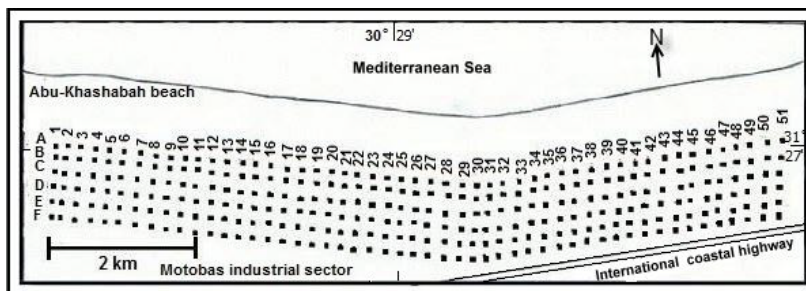 30° 29'
N
Mediterranean Sea
Abu-Khashabah beach
1 2 3 4 5 6 7 8 9 10 11 12 13 14 15 16 17 18 19 20 21 22 23 24 25 26 27 28 29 30 31 32 33 34 35 36 37 38 39 40 41 42 43 44 45 46 47 48 49 50 51
A
B
C
D
E
F
31°
27'
2 km
Motobas industrial sector
International coastal highway